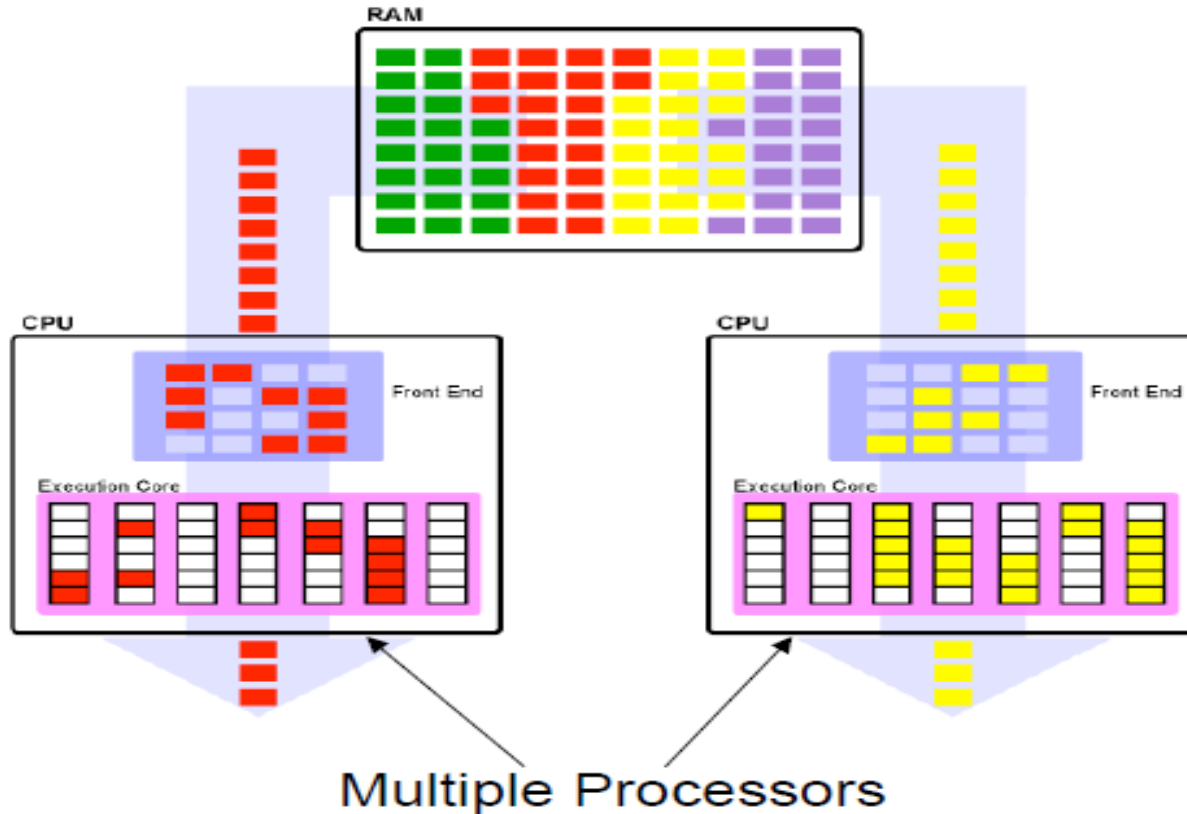 RAM
CPU
CPU
Front End
Front End
Execution Core
Execution Core
Multiple Processors